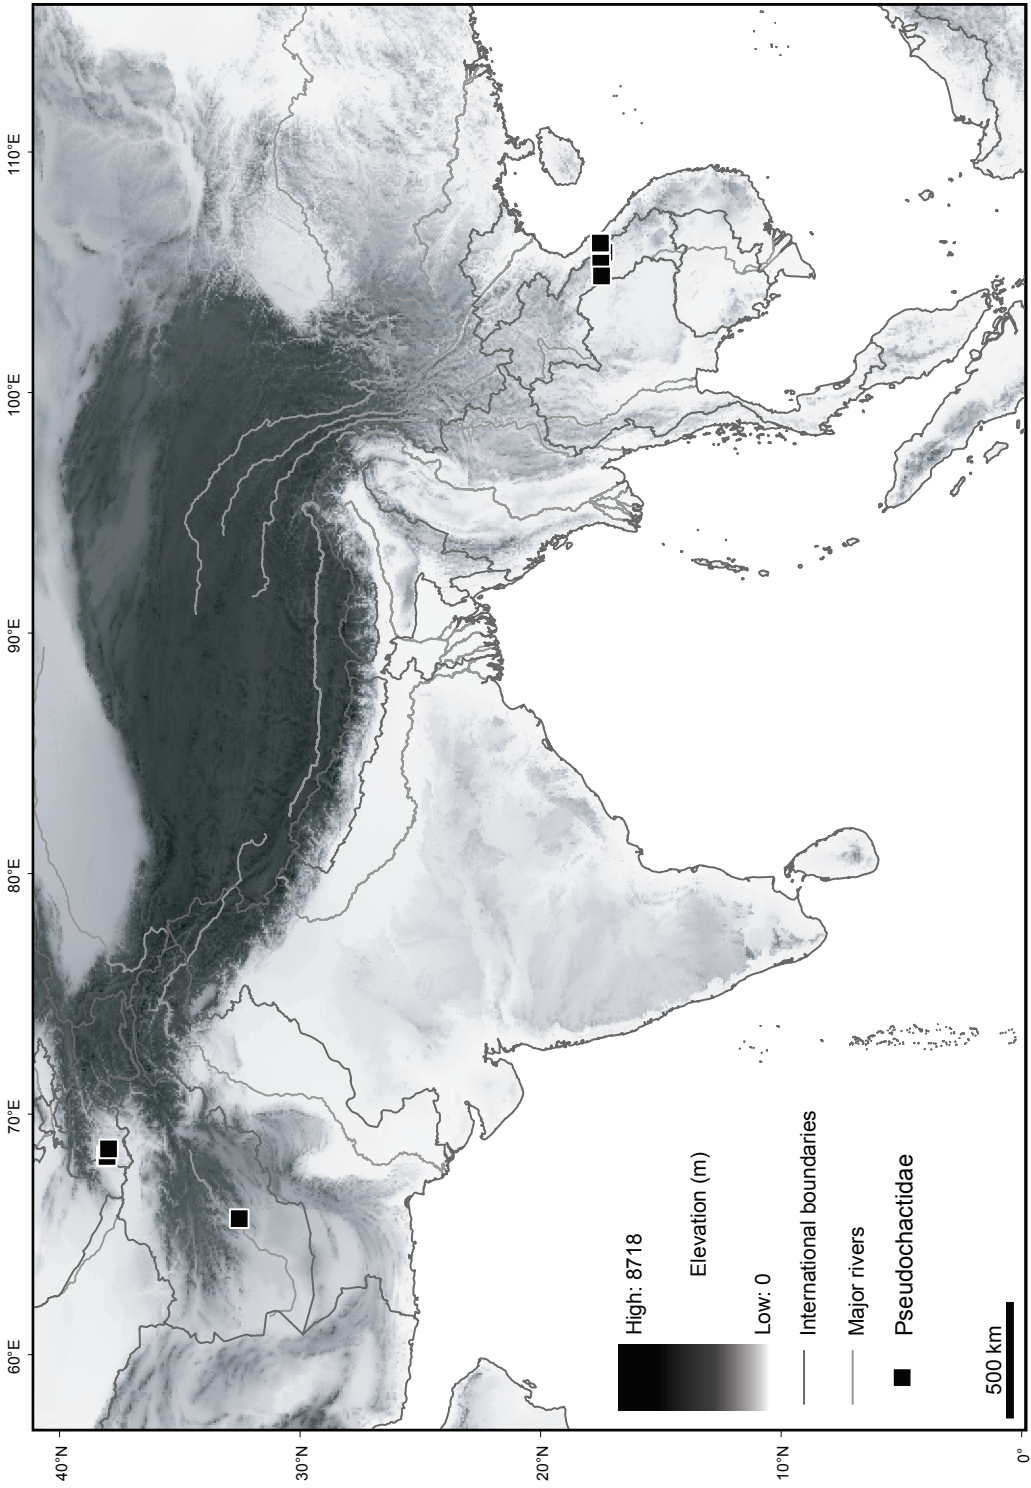 60°E
70°E
80°E
90°E
100°E
110°E
40°N
30°N
20°N
10°N
0°
High: 8718
Elevation (m)
Low: 0
International boundaries
Major rivers
Pseudochactidae
500 km